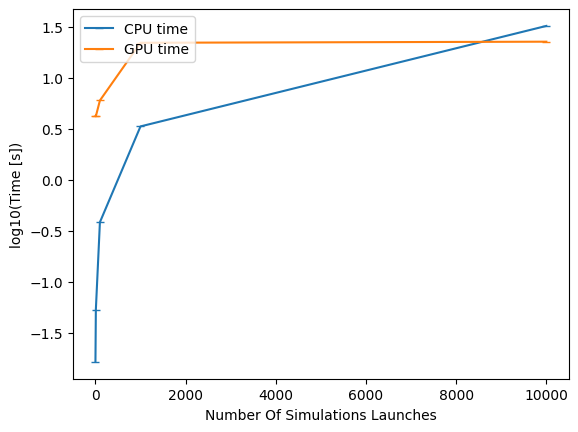 CPU time
GPU time
1.5
1.0
0.5
0.0
−0.5
−1.0
−1.5
log10(Time [s])
0 2000 4000 6000 8000 10000
Number Of Simulations Launches